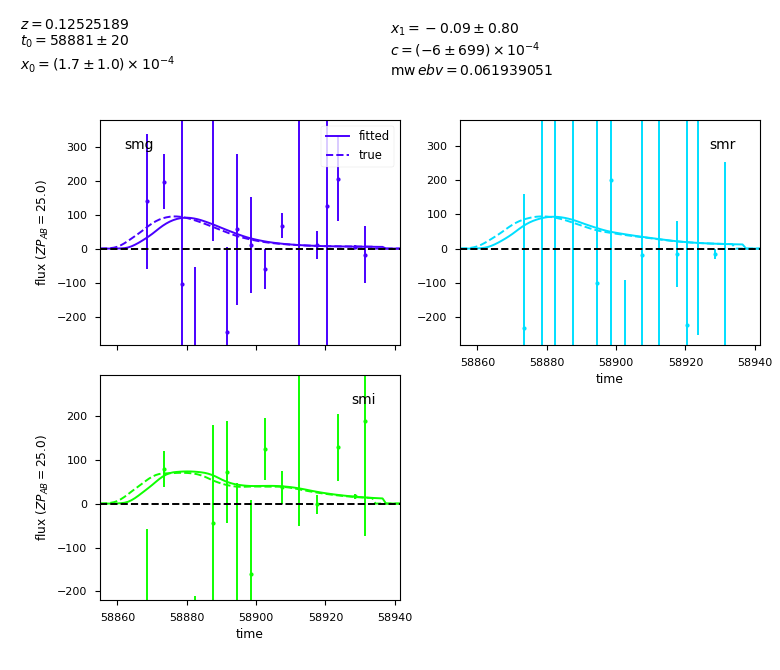 z = 0.12525189
t₀ = 58881 ± 20
x₀ = (1.7 ± 1.0) × 10⁻⁴
x₁ = −0.09 ± 0.80
c = (−6 ± 699) × 10⁻⁴
mw ebv = 0.061939051
smg
fitted
true
300
200
100
0
−100
−200
flux (ZP_AB = 25.0)
smr
300
200
100
0
−100
−200
58860 58880 58900 58920 58940
time
smi
200
100
0
−100
−200
flux (ZP_AB = 25.0)
58860 58880 58900 58920 58940
time